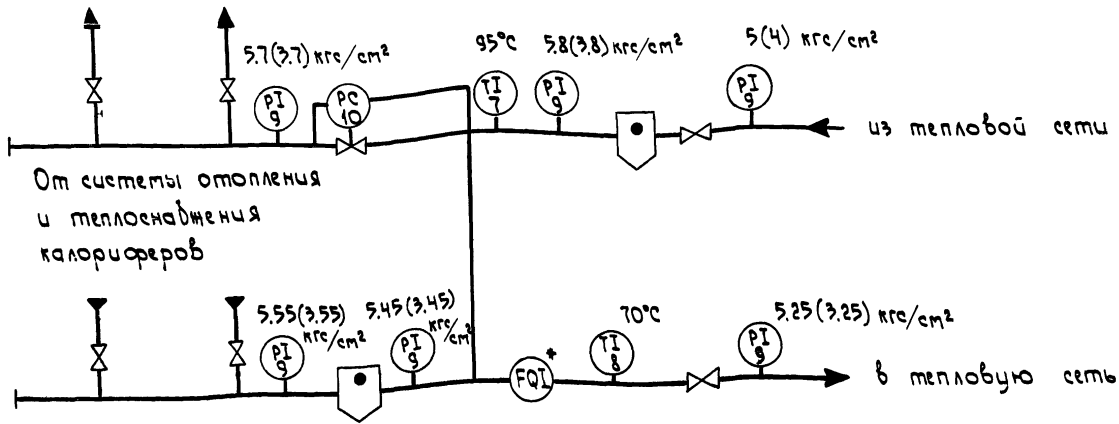 5.7(3.7) кгс/см²
95°C
5.8(3.8) кгс/см²
5(4) кгс/см²
PI
9
PC
10
TI
7
PI
9
PI
9
из тепловой сети
От системы отопления
и теплоснабжения
калориферов
5.55(3.55)
кгс/см²
5.45(3.45)
кгс/см²
70°C
5.25(3.25) кгс/см²
PI
9
PI
9
FQI
*
TI
8
PI
9
в тепловую сеть